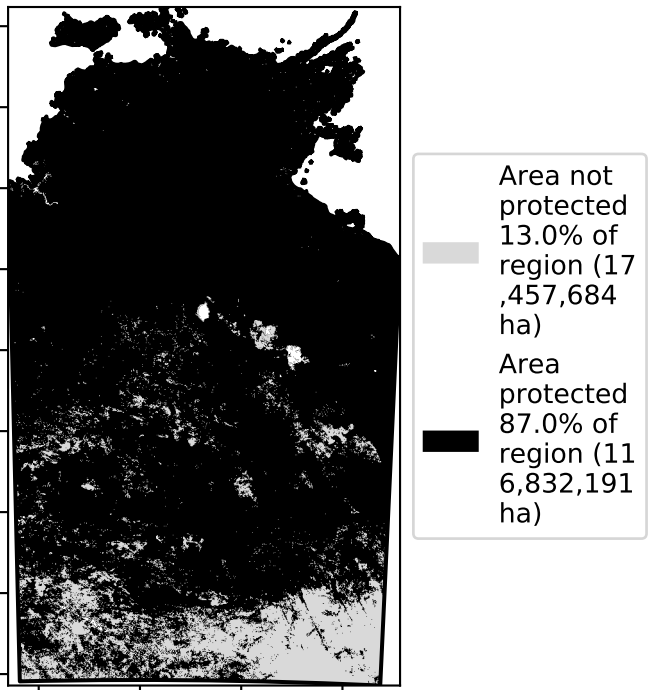 Area not
protected
13.0% of
region (17
,457,684
ha)
Area
protected
87.0% of
region (11
6,832,191
ha)